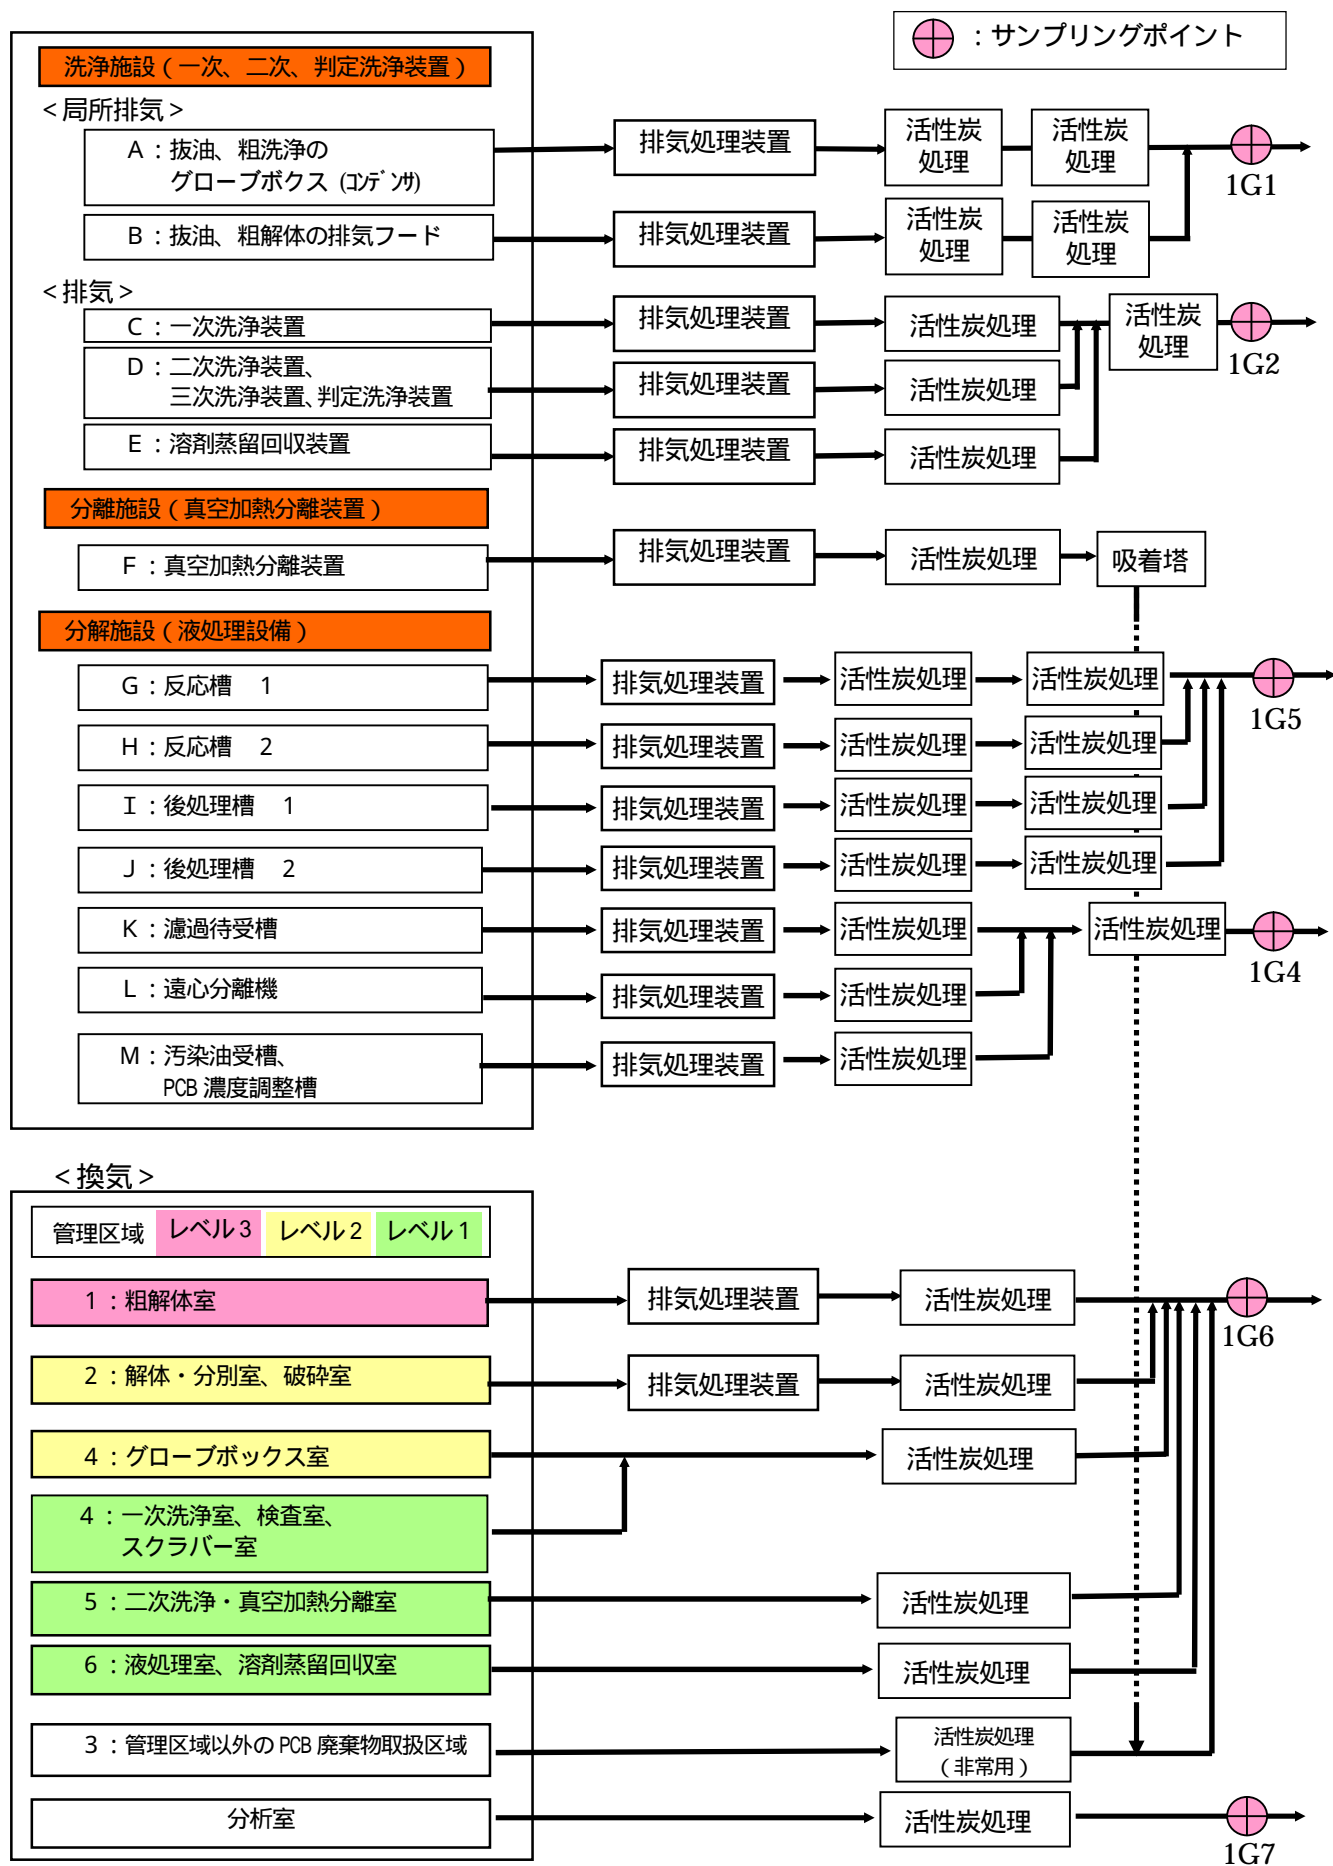 ：サンプリングポイント
洗浄施設（一次、二次、判定洗浄装置）
＜局所排気＞
A：抜油、粗洗浄の
グローブボクス (ｺﾝﾃﾞﾝｻ)
排気処理装置
活性炭
処理
活性炭
処理
1G1
B：抜油、粗解体の排気フード
排気処理装置
活性炭
処理
活性炭
処理
＜排気＞
C：一次洗浄装置
排気処理装置
活性炭処理
活性炭
処理
1G2
D：二次洗浄装置、
三次洗浄装置、判定洗浄装置
排気処理装置
活性炭処理
E：溶剤蒸留回収装置
排気処理装置
活性炭処理
分離施設（真空加熱分離装置）
F：真空加熱分離装置
排気処理装置
活性炭処理
吸着塔
分解施設（液処理設備）
G：反応槽　1
排気処理装置
活性炭処理
活性炭処理
1G5
H：反応槽　2
排気処理装置
活性炭処理
活性炭処理
I：後処理槽　1
排気処理装置
活性炭処理
活性炭処理
J：後処理槽　2
排気処理装置
活性炭処理
活性炭処理
K：濾過待受槽
排気処理装置
活性炭処理
活性炭処理
1G4
L：遠心分離機
排気処理装置
活性炭処理
M：汚染油受槽、
PCB 濃度調整槽
排気処理装置
活性炭処理
＜換気＞
管理区域 レベル3 レベル2 レベル1
1：粗解体室
排気処理装置
活性炭処理
1G6
2：解体・分別室、破砕室
排気処理装置
活性炭処理
4：グローブボックス室
活性炭処理
4：一次洗浄室、検査室、
スクラバー室
5：二次洗浄・真空加熱分離室
活性炭処理
6：液処理室、溶剤蒸留回収室
活性炭処理
3：管理区域以外の PCB 廃棄物取扱区域
活性炭処理
（非常用）
分析室
活性炭処理
1G7